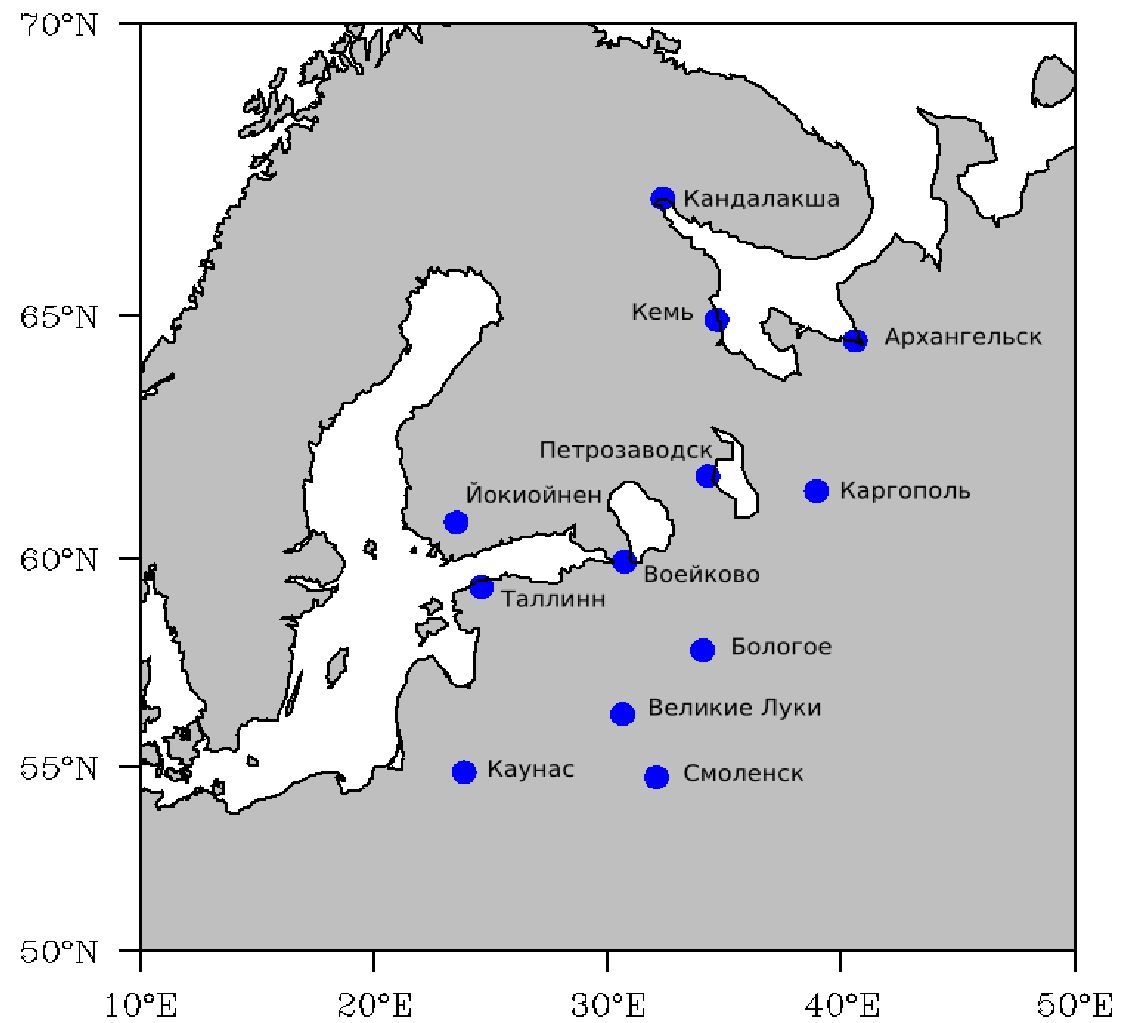 70°N
Кандалакша
Кемь
65°N
Архангельск
Петрозаводск
Йокиойнен
Каргополь
60°N
Воейково
Таллинн
Бологое
Великие Луки
55°N
Каунас
Смоленск
50°N
10°E 20°E 30°E 40°E 50°E